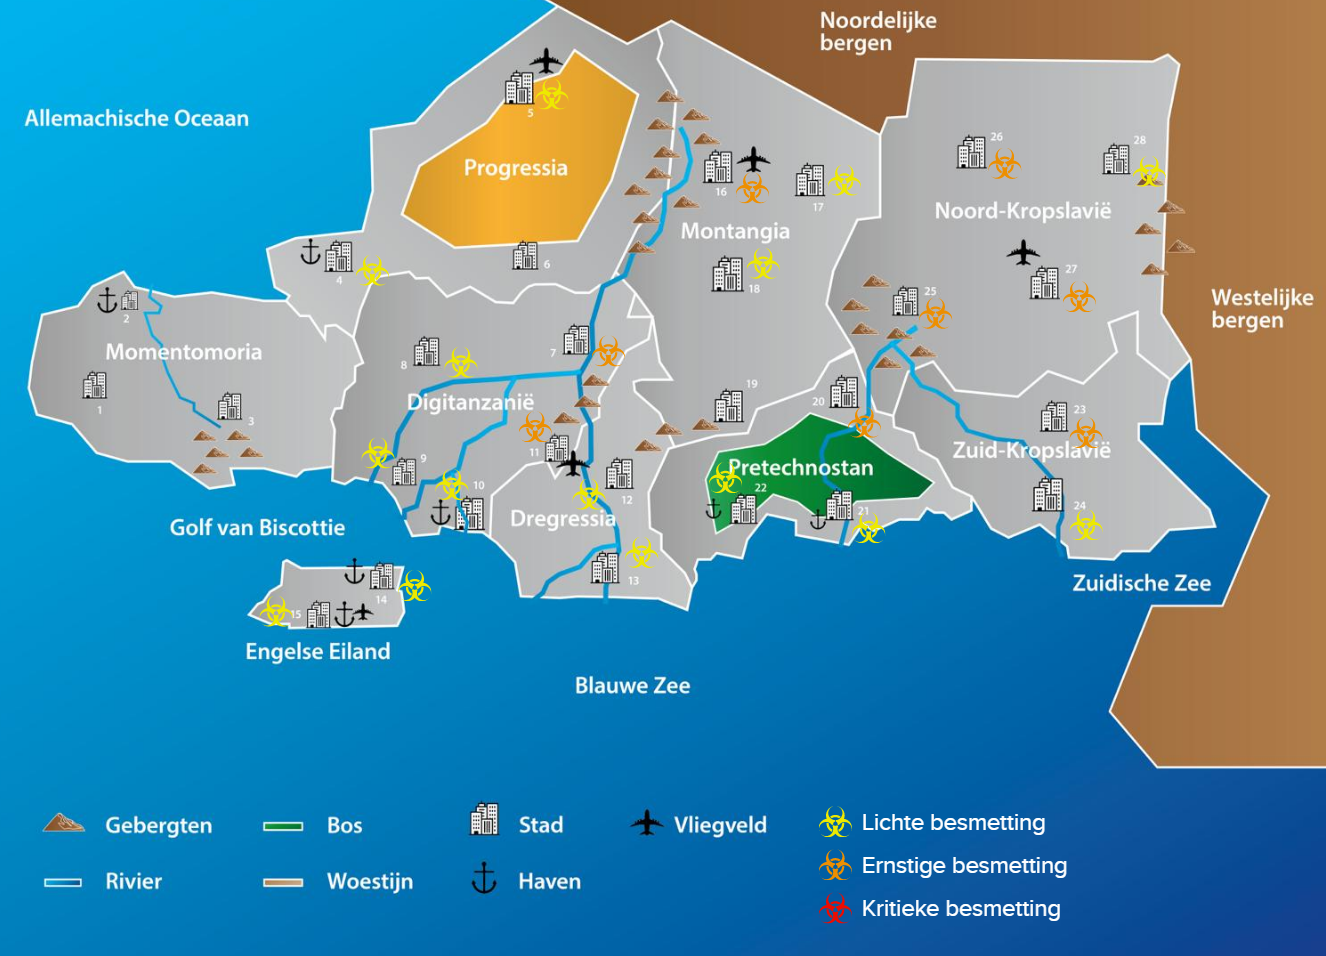 Noordelijke
bergen
Allemachische Oceaan
5
Progressia
26
28
16
17
Noord-Kropslavië
Montangia
4
6
18
27
25
2
Westelijke
bergen
Momentomoria
7
8
1
3
Digitanzanië
19
20
23
11
9
Zuid-Kropslavië
Pretechnostan
10
12
22
24
21
Golf van Biscottie
Dregressia
13
14
15
Zuidische Zee
Engelse Eiland
Blauwe Zee
Gebergten
Bos
Stad
Vliegveld
Lichte besmetting
Rivier
Woestijn
Haven
Ernstige besmetting
Kritieke besmetting